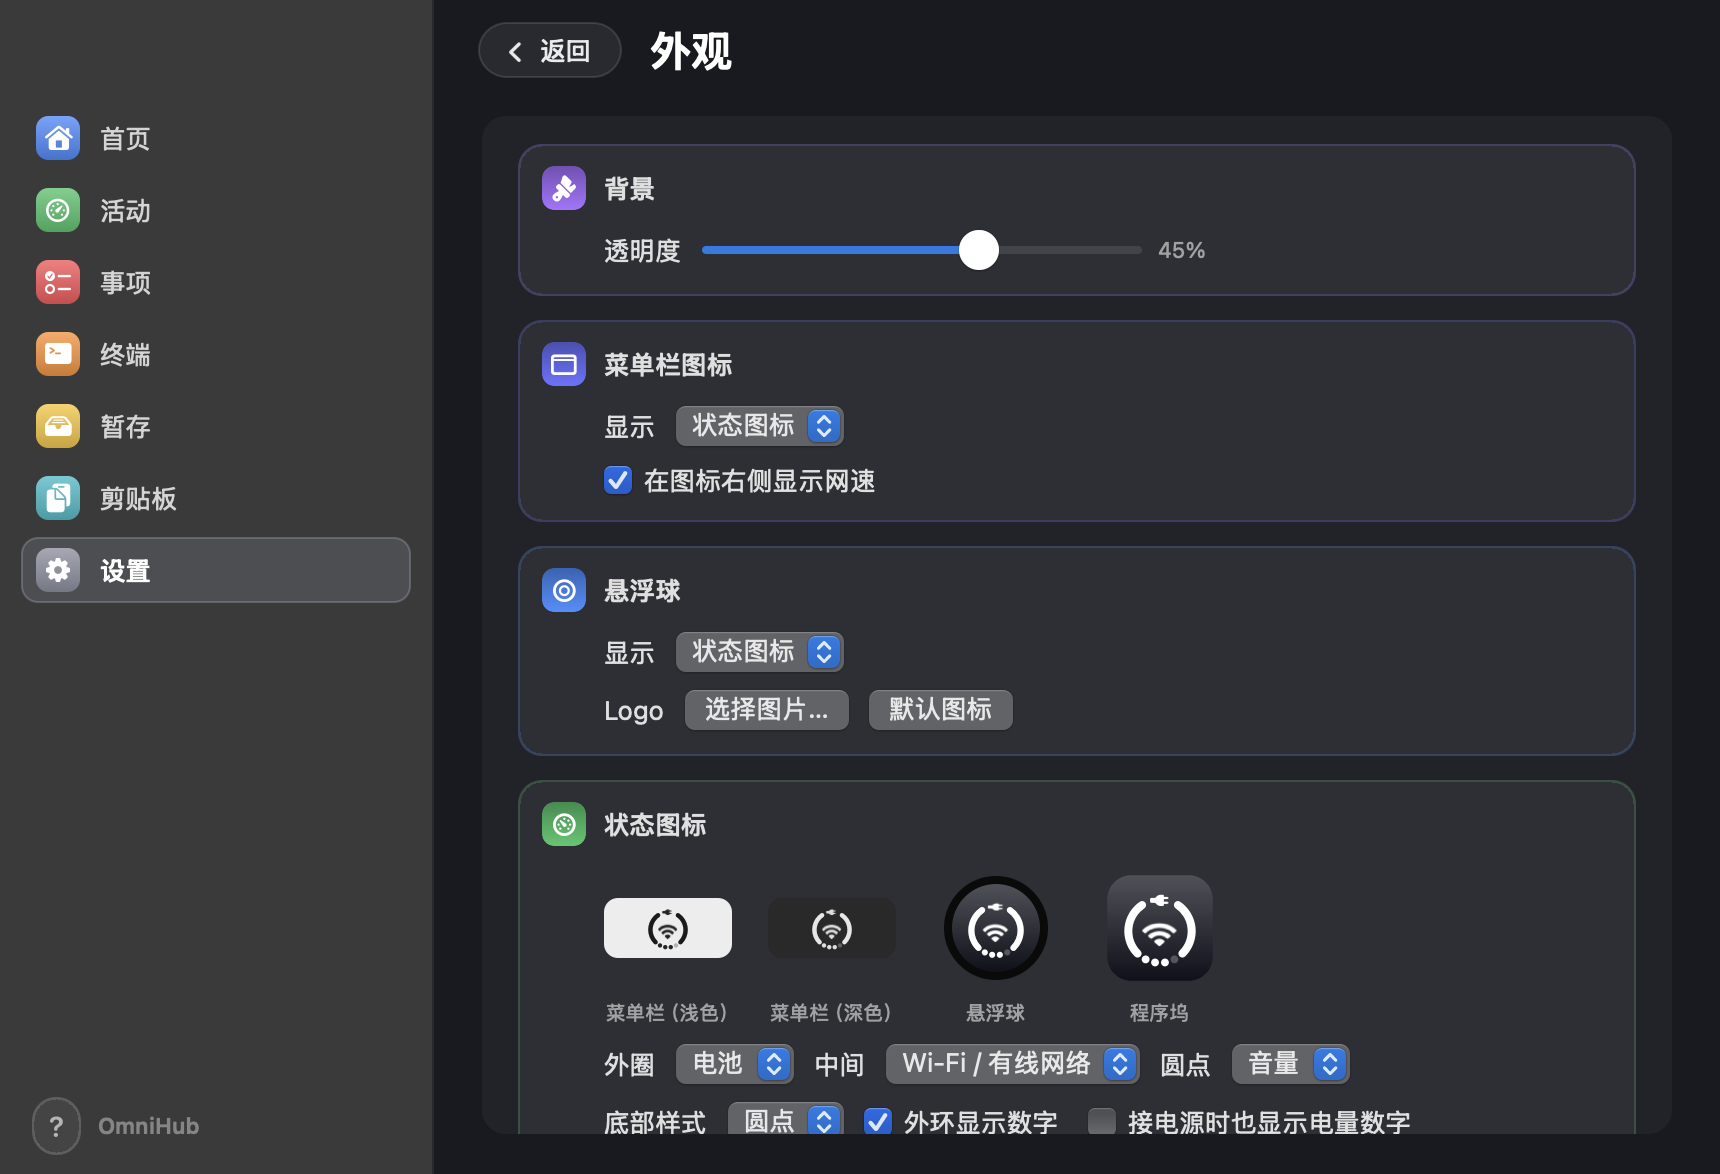 返回
外观
首页
活动
事项
终端
暂存
剪贴板
设置
? OmniHub
背景
透明度 45%
菜单栏图标
显示 状态图标
在图标右侧显示网速
悬浮球
显示 状态图标
Logo 选择图片... 默认图标
状态图标
菜单栏 (浅色) 菜单栏 (深色) 悬浮球 程序坞
外圈 电池 中间 Wi-Fi / 有线网络 圆点 音量
底部样式 圆点 外环显示数字 接电源时也显示电量数字